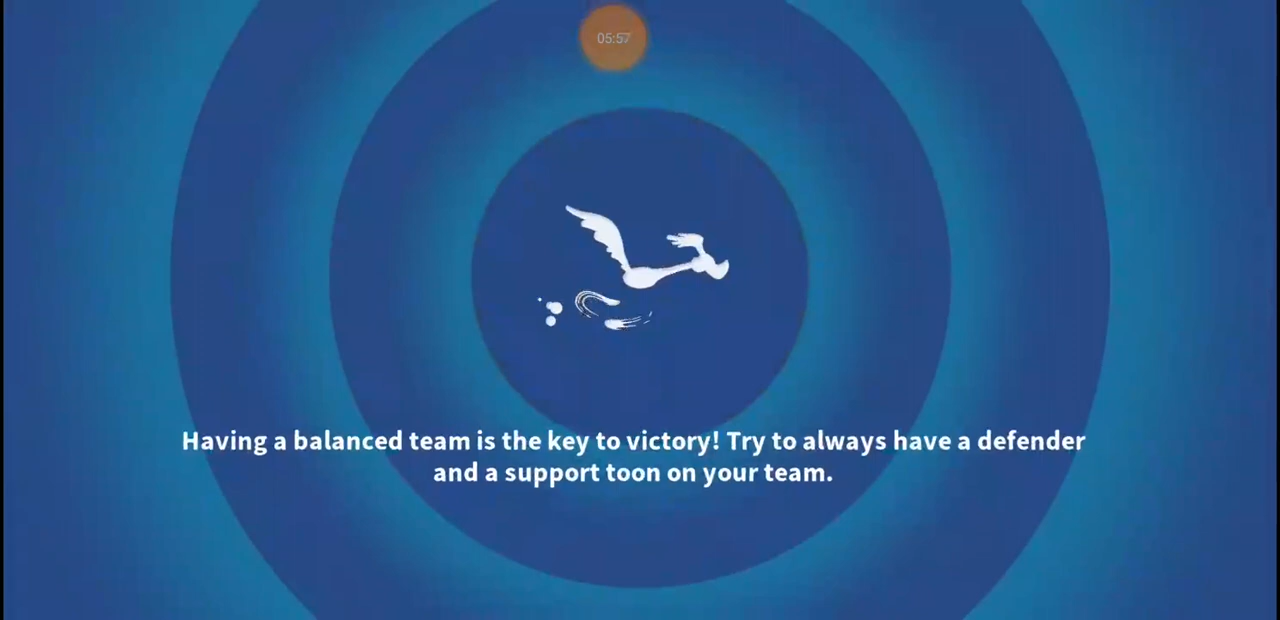 05:57
Having a balanced team is the key to victory! Try to always have a defender
and a support toon on your team.